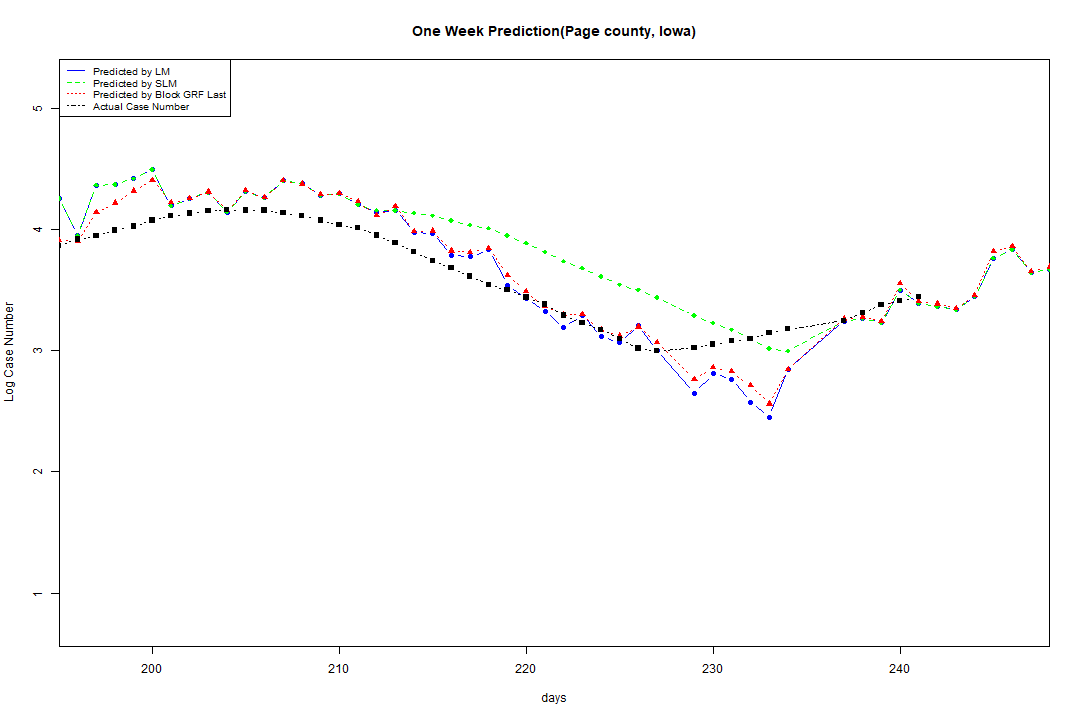 One Week Prediction(Page county, Iowa)
Predicted by LM
Predicted by SLM
Predicted by Block GRF Last
Actual Case Number
5
4
3
2
1
Log Case Number
200 210 220 230 240
days